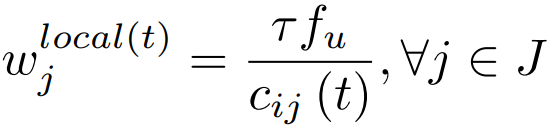 $w_j^{local(t)} = \frac{\tau f_u}{c_{ij}(t)}, \forall j \in J$